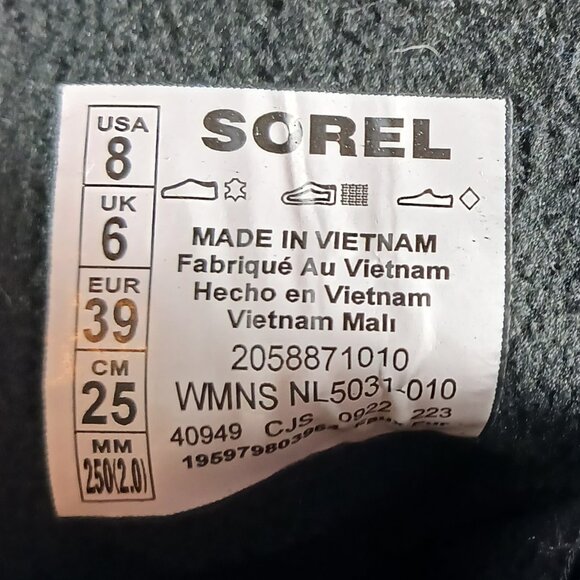 USA
8
UK
6
EUR
39
CM
25
MM
250(2.0)
SOREL
MADE IN VIETNAM
Fabriqué Au Vietnam
Hecho en Vietnam
Vietnam Malı
2058871010
WMNS NL5031-010
40949 CJS 0922 223